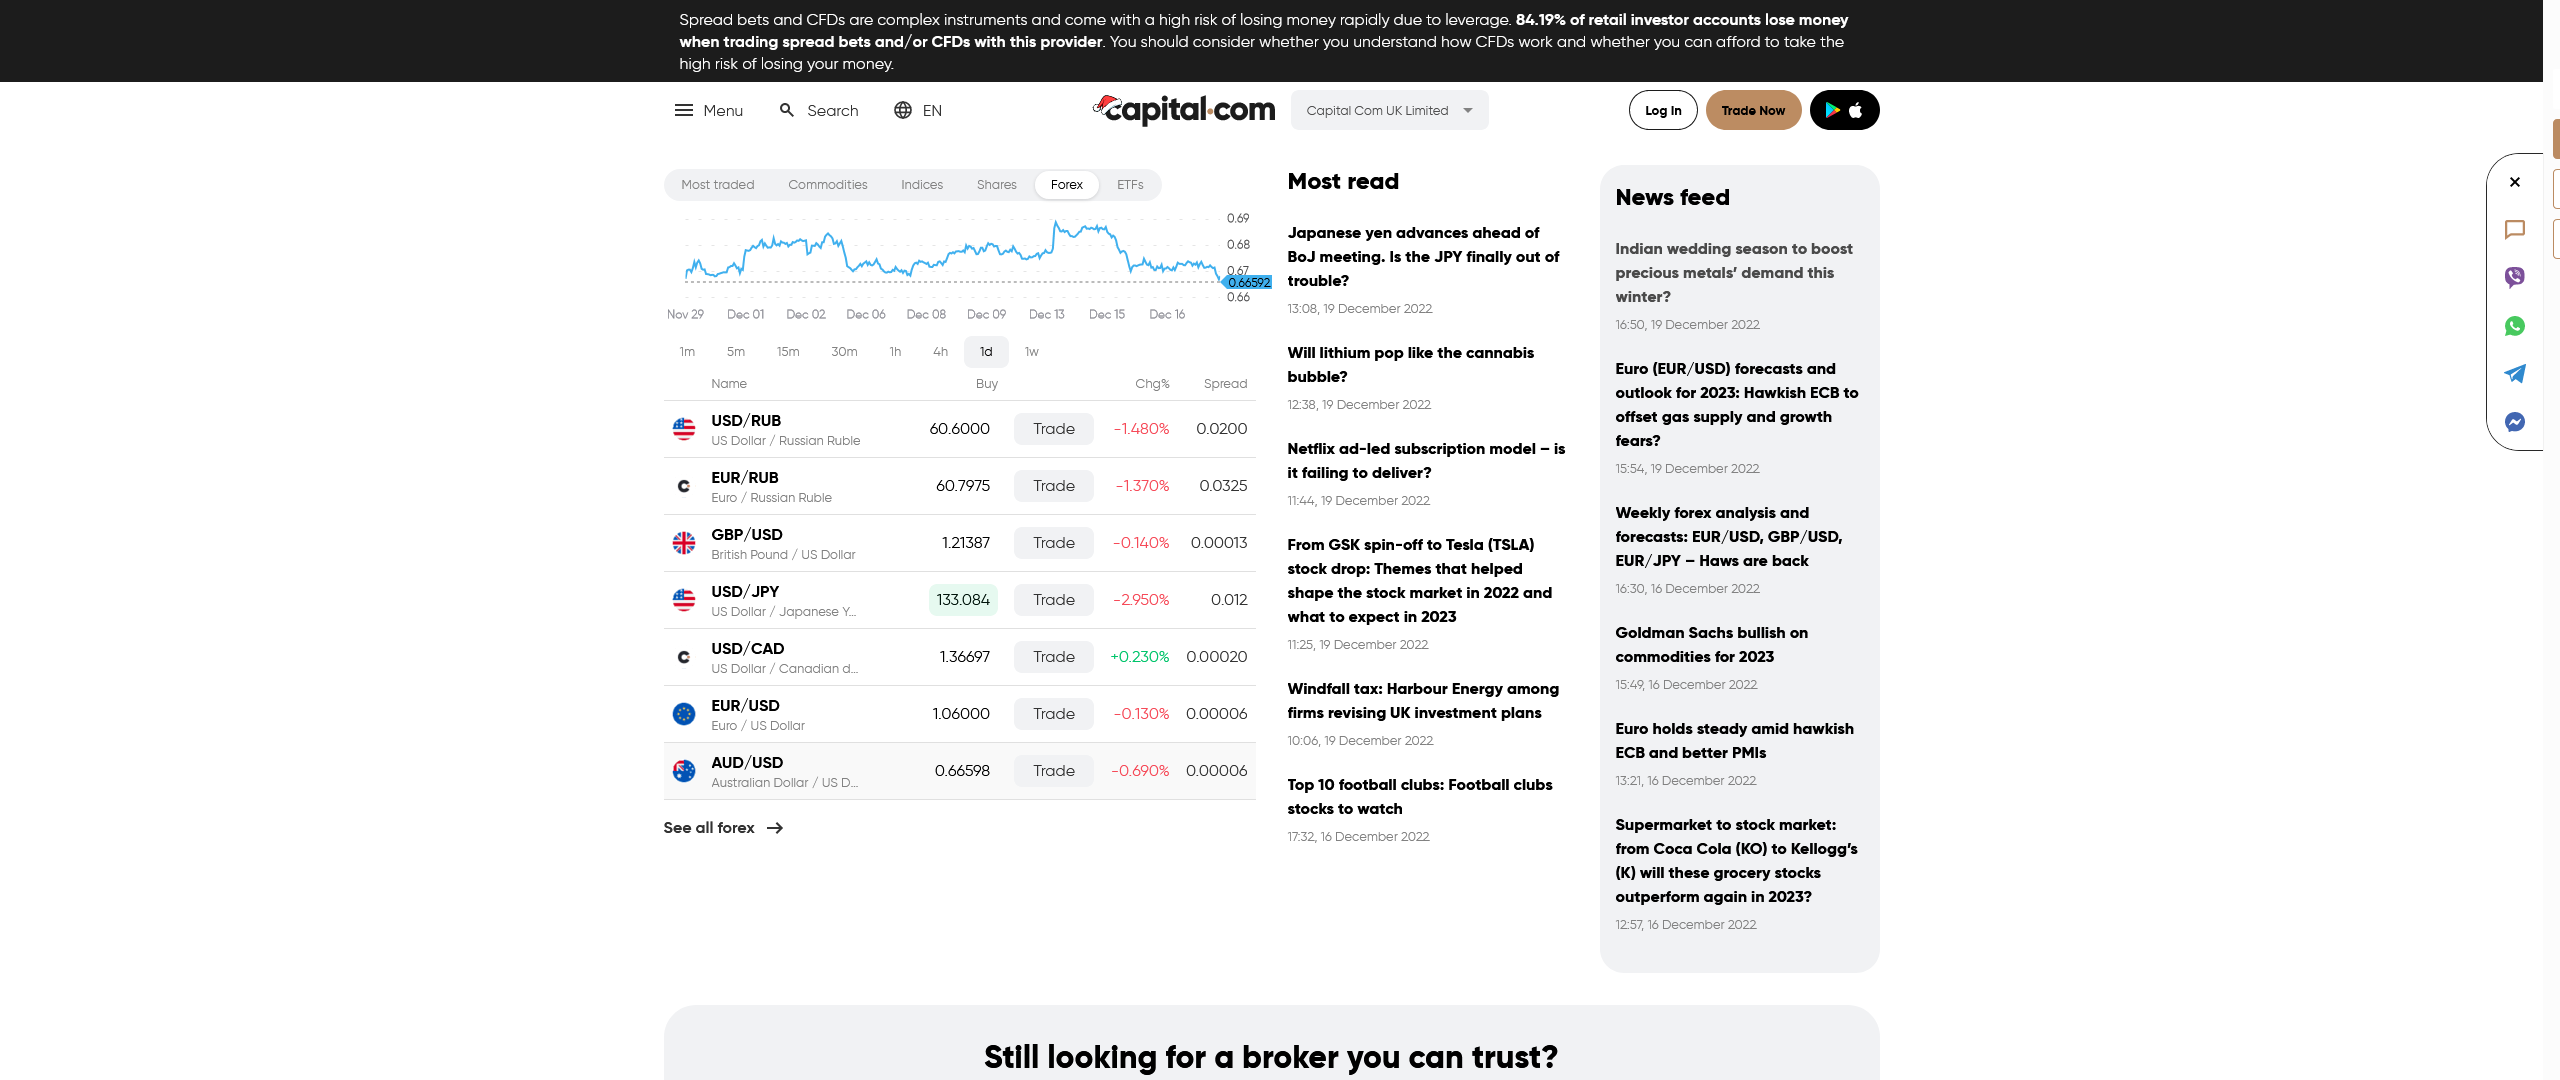 Spread bets and CFDs are complex instruments and come with a high risk of losing money rapidly due to leverage. 84.19% of retail investor accounts lose money
when trading spread bets and/or CFDs with this provider. You should consider whether you understand how CFDs work and whether you can afford to take the
high risk of losing your money.
Menu Search EN capital.com Capital Com UK Limited Log In Trade Now
Most traded Commodities Indices Shares Forex ETFs
0.69
0.68
0.67
0.66592
0.66
Nov 29 Dec 01 Dec 02 Dec 06 Dec 08 Dec 09 Dec 13 Dec 15 Dec 16
1m 5m 15m 30m 1h 4h 1d 1w
Name Buy Chg% Spread
USD/RUB 60.6000 Trade -1.480% 0.0200
US Dollar / Russian Ruble
EUR/RUB 60.7975 Trade -1.370% 0.0325
Euro / Russian Ruble
GBP/USD 1.21387 Trade -0.140% 0.00013
British Pound / US Dollar
USD/JPY 133.084 Trade -2.950% 0.012
US Dollar / Japanese Y...
USD/CAD 1.36697 Trade +0.230% 0.00020
US Dollar / Canadian d...
EUR/USD 1.06000 Trade -0.130% 0.00006
Euro / US Dollar
AUD/USD 0.66598 Trade -0.690% 0.00006
Australian Dollar / US D...
See all forex
Most read
Japanese yen advances ahead of
BoJ meeting. Is the JPY finally out of
trouble?
13:08, 19 December 2022
Will lithium pop like the cannabis
bubble?
12:38, 19 December 2022
Netflix ad-led subscription model – is
it failing to deliver?
11:44, 19 December 2022
From GSK spin-off to Tesla (TSLA)
stock drop: Themes that helped
shape the stock market in 2022 and
what to expect in 2023
11:25, 19 December 2022
Windfall tax: Harbour Energy among
firms revising UK investment plans
10:06, 19 December 2022
Top 10 football clubs: Football clubs
stocks to watch
17:32, 16 December 2022
News feed
Indian wedding season to boost
precious metals’ demand this
winter?
16:50, 19 December 2022
Euro (EUR/USD) forecasts and
outlook for 2023: Hawkish ECB to
offset gas supply and growth
fears?
15:54, 19 December 2022
Weekly forex analysis and
forecasts: EUR/USD, GBP/USD,
EUR/JPY – Haws are back
16:30, 16 December 2022
Goldman Sachs bullish on
commodities for 2023
15:49, 16 December 2022
Euro holds steady amid hawkish
ECB and better PMIs
13:21, 16 December 2022
Supermarket to stock market:
from Coca Cola (KO) to Kellogg’s
(K) will these grocery stocks
outperform again in 2023?
12:57, 16 December 2022
Still looking for a broker you can trust?